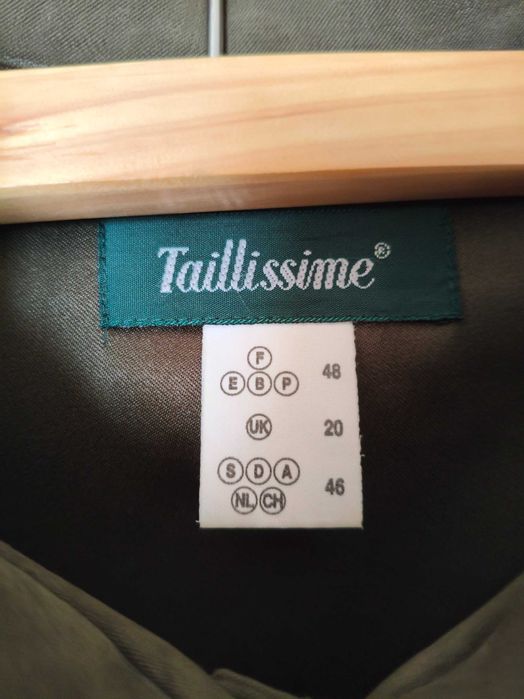 Taillissime®
F
E B P 48
UK 20
S D A
NL CH 46